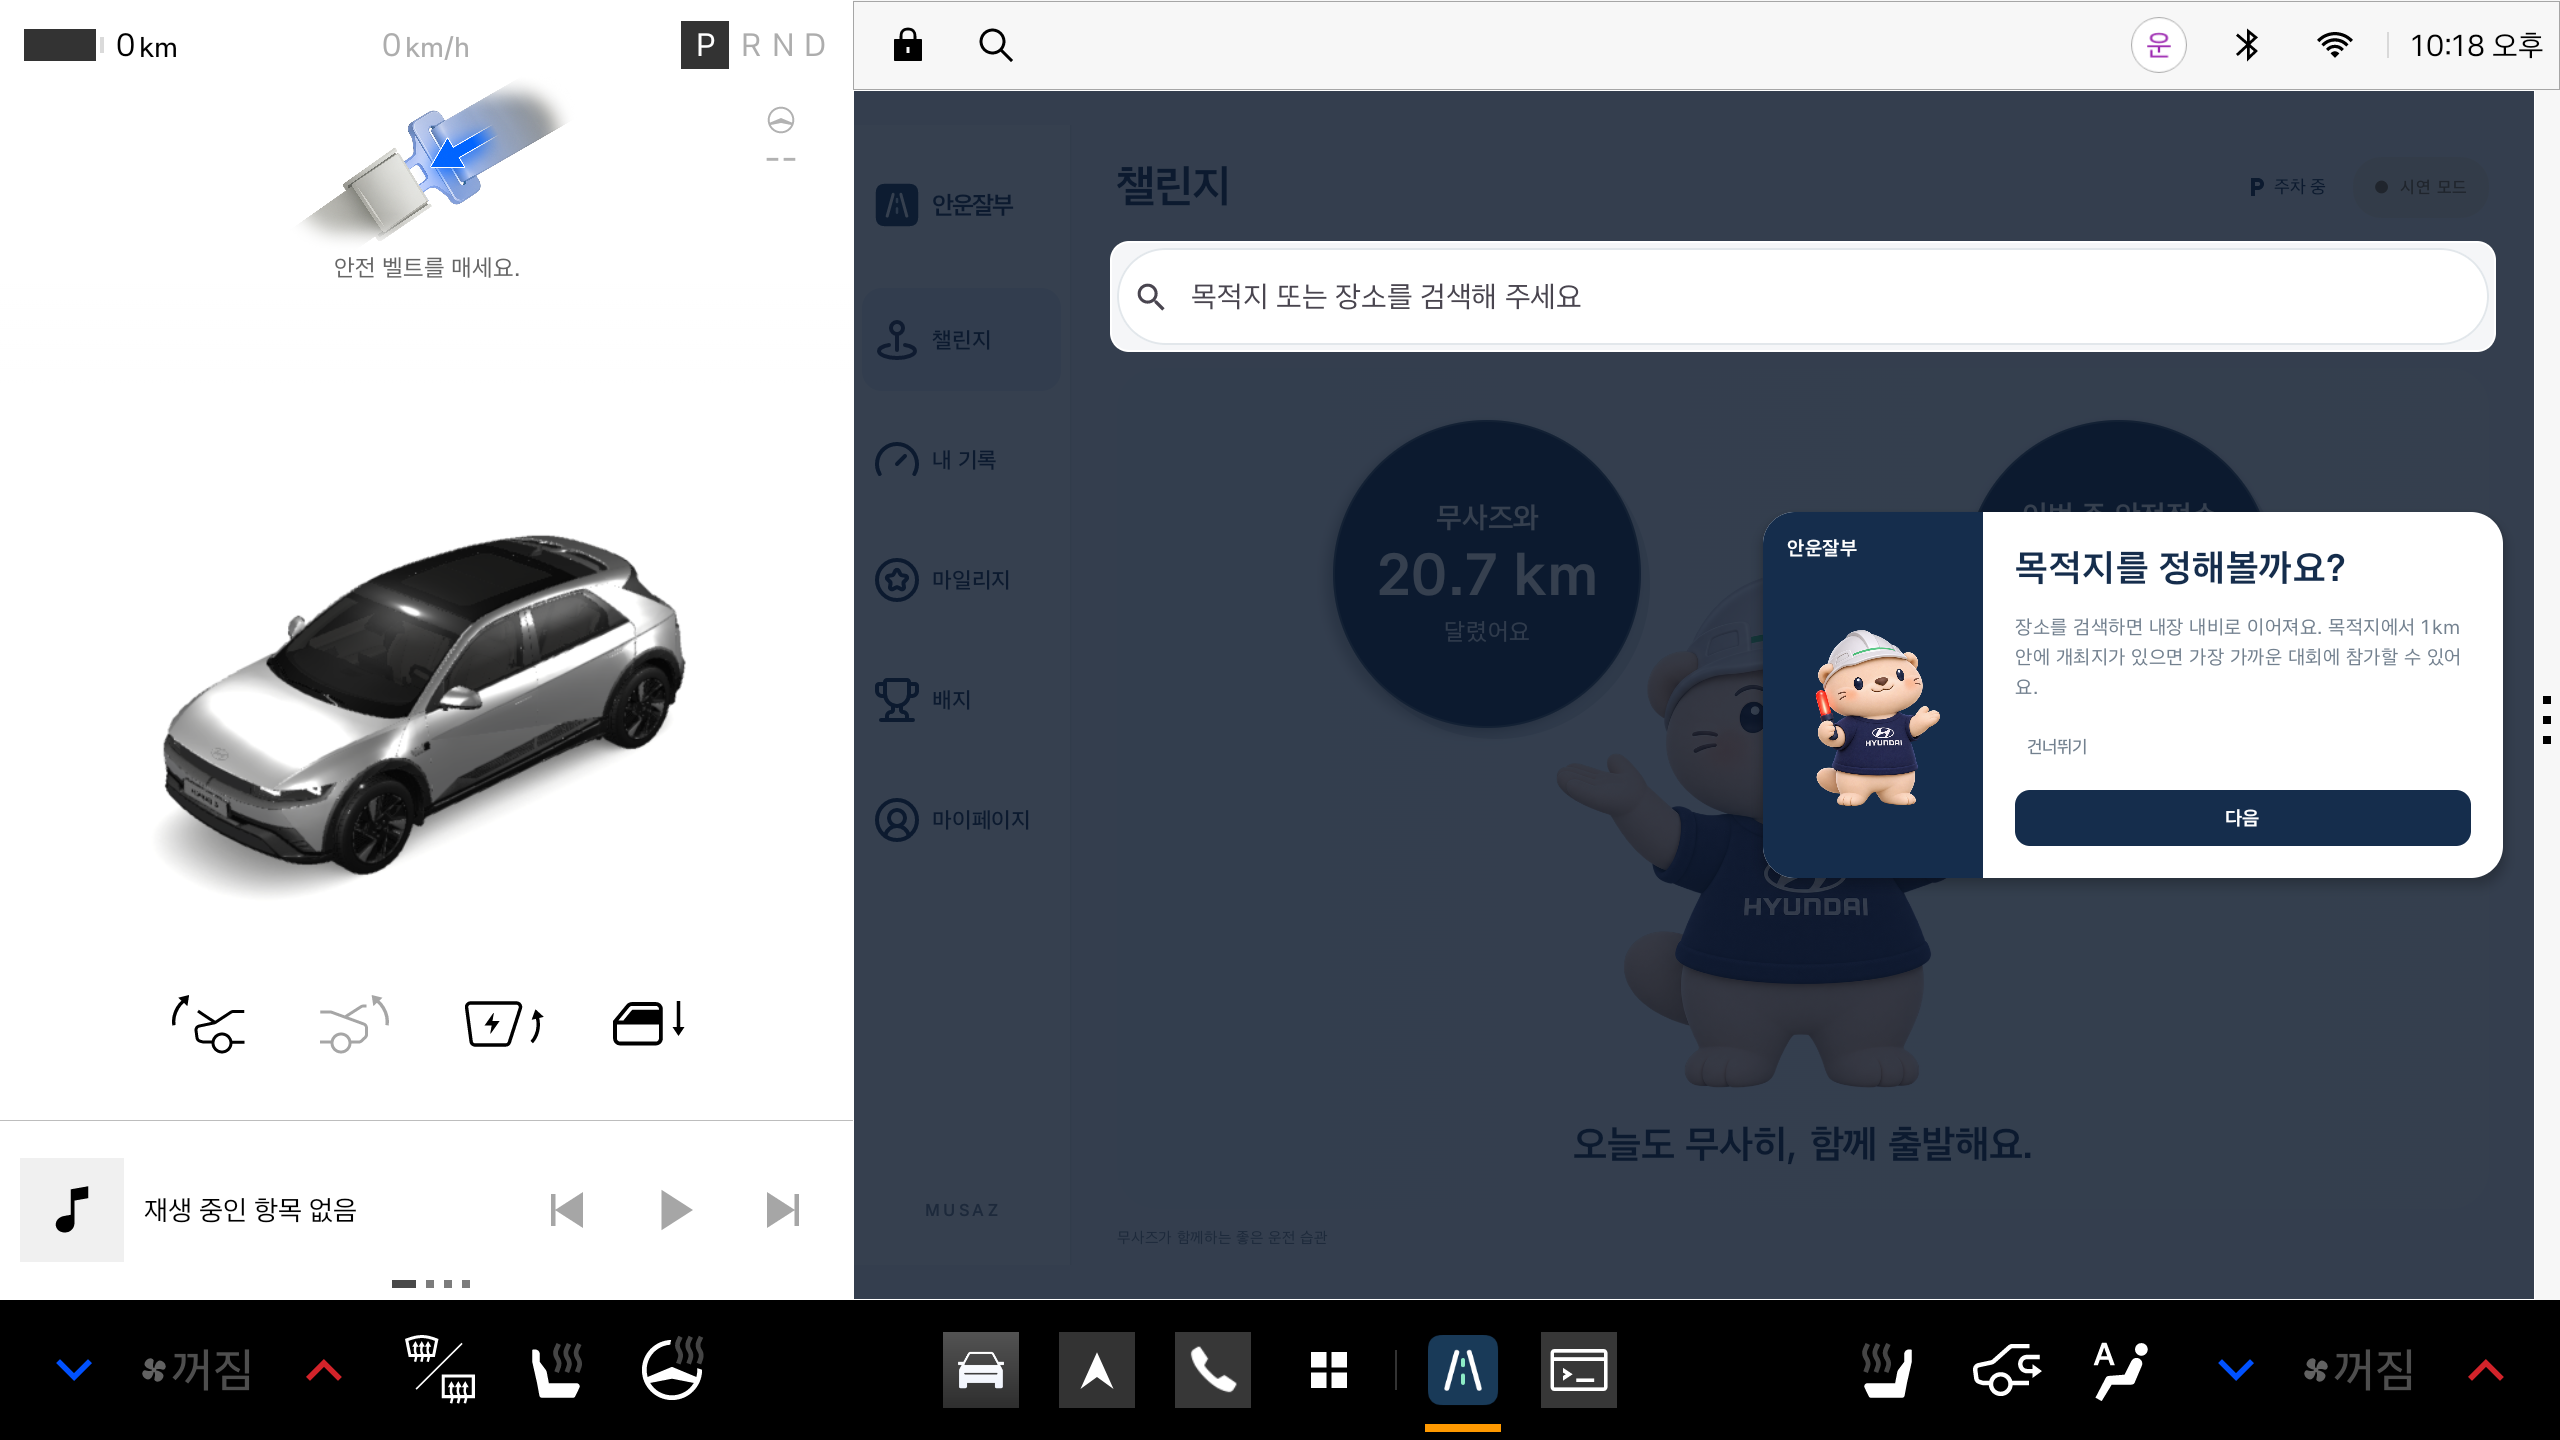 0 km
0 km/h
P R N D
운
10:18 오후
안전 벨트를 매세요.
안운잘부
챌린지
내 기록
마일리지
배지
마이페이지
MUSAZ
챌린지
P 주차 중
시연 모드
목적지 또는 장소를 검색해 주세요
무사즈와
20.7 km
달렸어요
안운잘부
HYUNDAI
목적지를 정해볼까요?
장소를 검색하면 내장 내비로 이어져요. 목적지에서 1km
안에 개최지가 있으면 가장 가까운 대회에 참가할 수 있어
요.
건너뛰기
다음
HYUNDAI
오늘도 무사히, 함께 출발해요.
무사즈가 함께하는 좋은 운전 습관
재생 중인 항목 없음
꺼짐
A
꺼짐